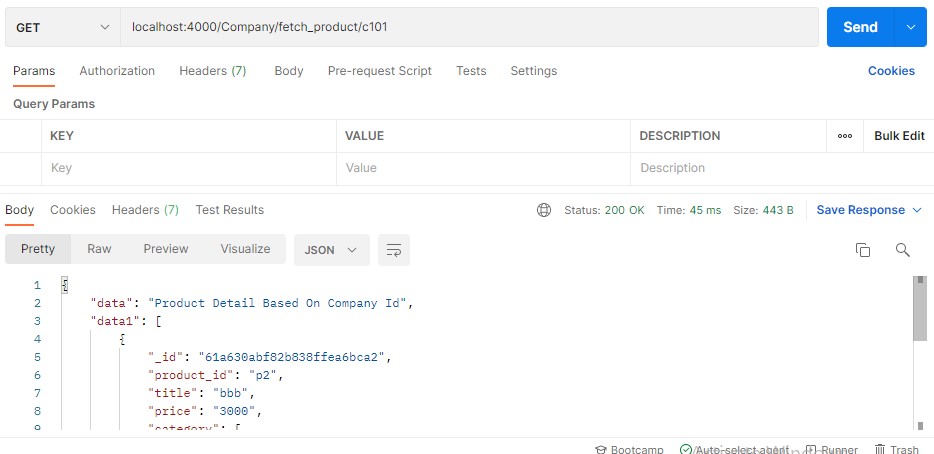 GET localhost:4000/Company/fetch_product/c101 Send
Params Authorization Headers (7) Body Pre-request Script Tests Settings Cookies
Query Params
KEY VALUE DESCRIPTION ooo Bulk Edit
Key Value Description
Body Cookies Headers (7) Test Results Status: 200 OK Time: 45 ms Size: 443 B Save Response
Pretty Raw Preview Visualize JSON
1 {
2 "data": "Product Detail Based On Company Id",
3 "data1": [
4 {
5 "_id": "61a630abf82b838ffea6bca2",
6 "product_id": "p2",
7 "title": "bbb",
8 "price": "3000",
9 "category": [
Bootcamp Auto-select agent Runner Trash